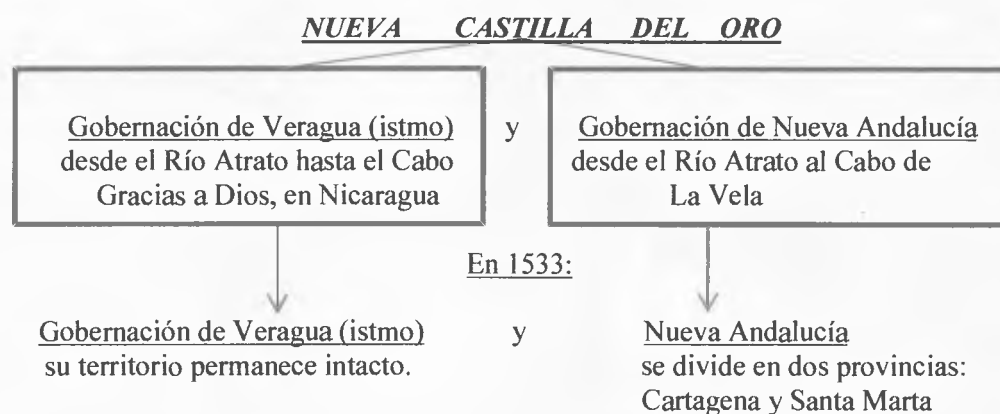 NUEVA CASTILLA DEL ORO
Gobernación de Veragua (istmo)
desde el Río Atrato hasta el Cabo
Gracias a Dios, en Nicaragua
y
Gobernación de Nueva Andalucía
desde el Río Atrato al Cabo de
La Vela
En 1533:
Gobernación de Veragua (istmo)
su territorio permanece intacto.
y
Nueva Andalucía
se divide en dos provincias:
Cartagena y Santa Marta